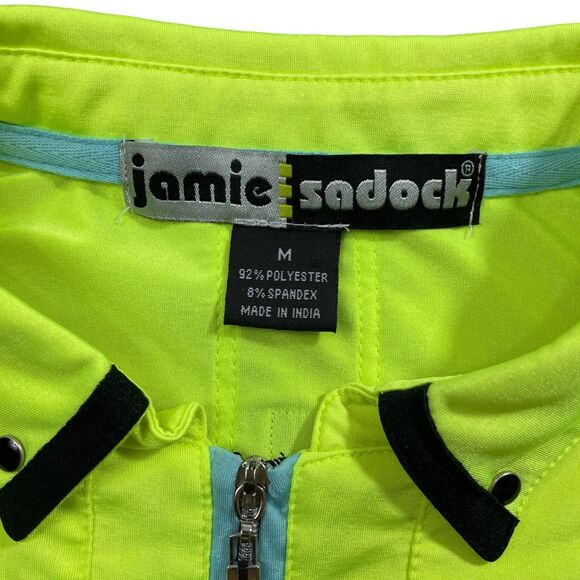 jamie sadock®
M
92% POLYESTER
8% SPANDEX
MADE IN INDIA